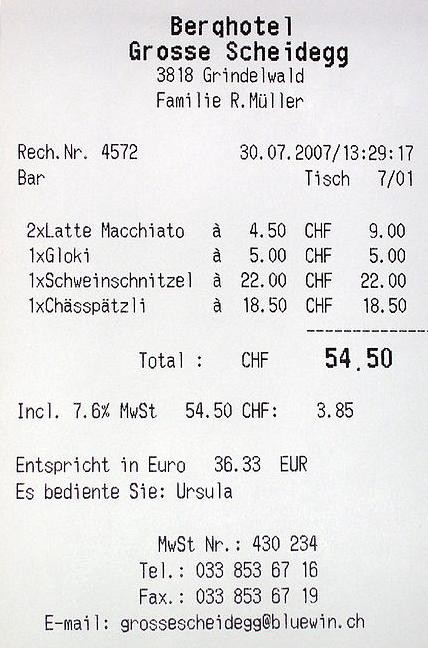 Berghotel
Grosse Scheidegg
3818 Grindelwald
Familie R.Müller
Rech.Nr. 4572 30.07.2007/13:29:17
Bar Tisch 7/01
2xLatte Macchiato à 4.50 CHF 9.00
1xGloki à 5.00 CHF 5.00
1xSchweinschnitzel à 22.00 CHF 22.00
1xChässpätzli à 18.50 CHF 18.50
Total : CHF 54.50
Incl. 7.6% MwSt 54.50 CHF: 3.85
Entspricht in Euro 36.33 EUR
Es bediente Sie: Ursula
MwSt Nr.: 430 234
Tel.: 033 853 67 16
Fax.: 033 853 67 19
E-mail: grossescheidegg@bluewin.ch